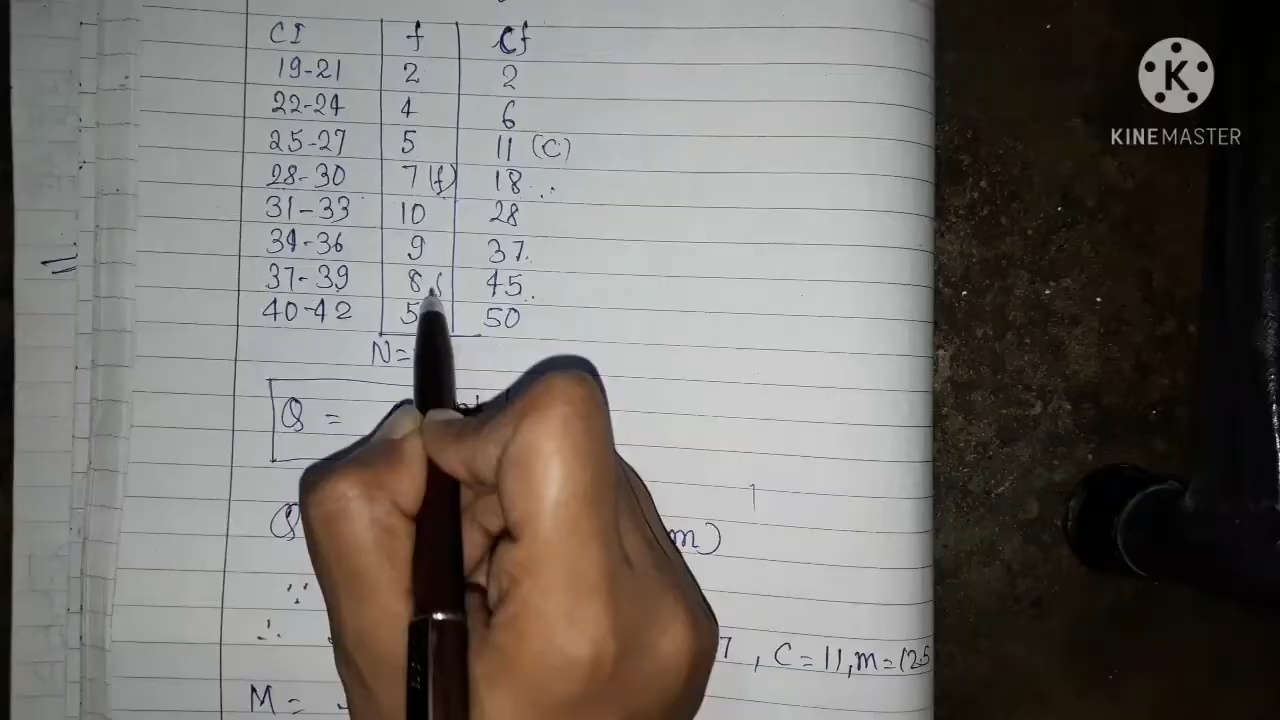 CI f Cf
19-21 2 2
22-24 4 6
25-27 5 11 (C)
28-30 7 (f) 18
31-33 10 28
34-36 9 37
37-39 8 ( 45
40-42 5 50
N=
Q =
Q m)
∵
∴ 7, C=11, m=12.5
M =
K
KINEMASTER